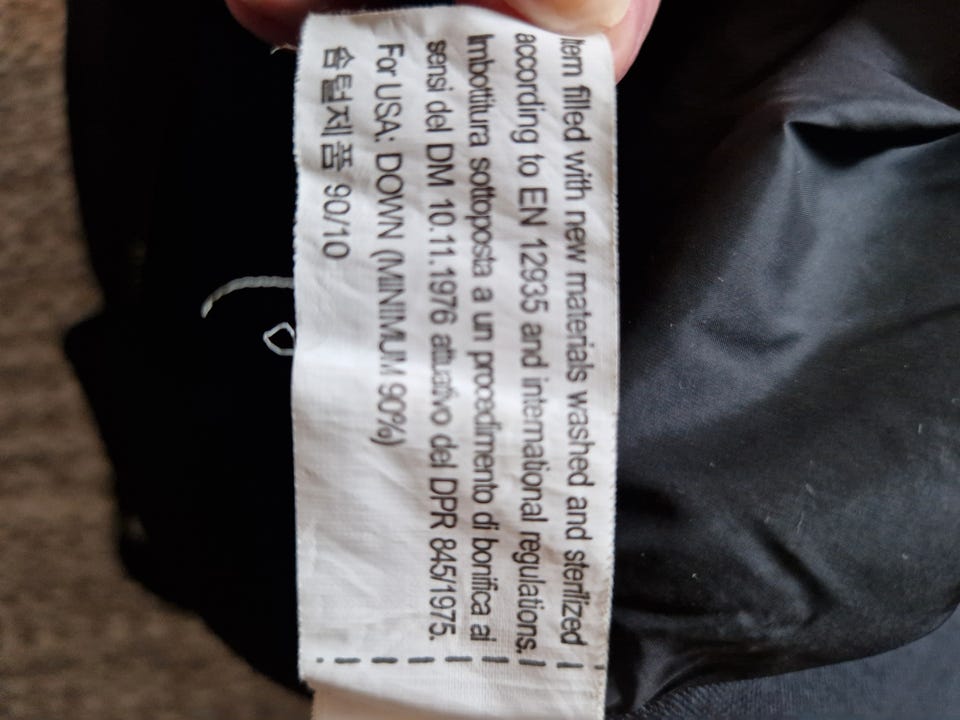 Item filled with new materials washed and sterilized
according to EN 12935 and international regulations.
Imbottitura sottoposta a un procedimento di bonifica ai
sensi del DM 10.11.1976 attuativo del DPR 845/1975.
For USA: DOWN (MINIMUM 90%)
솜털제품 90/10